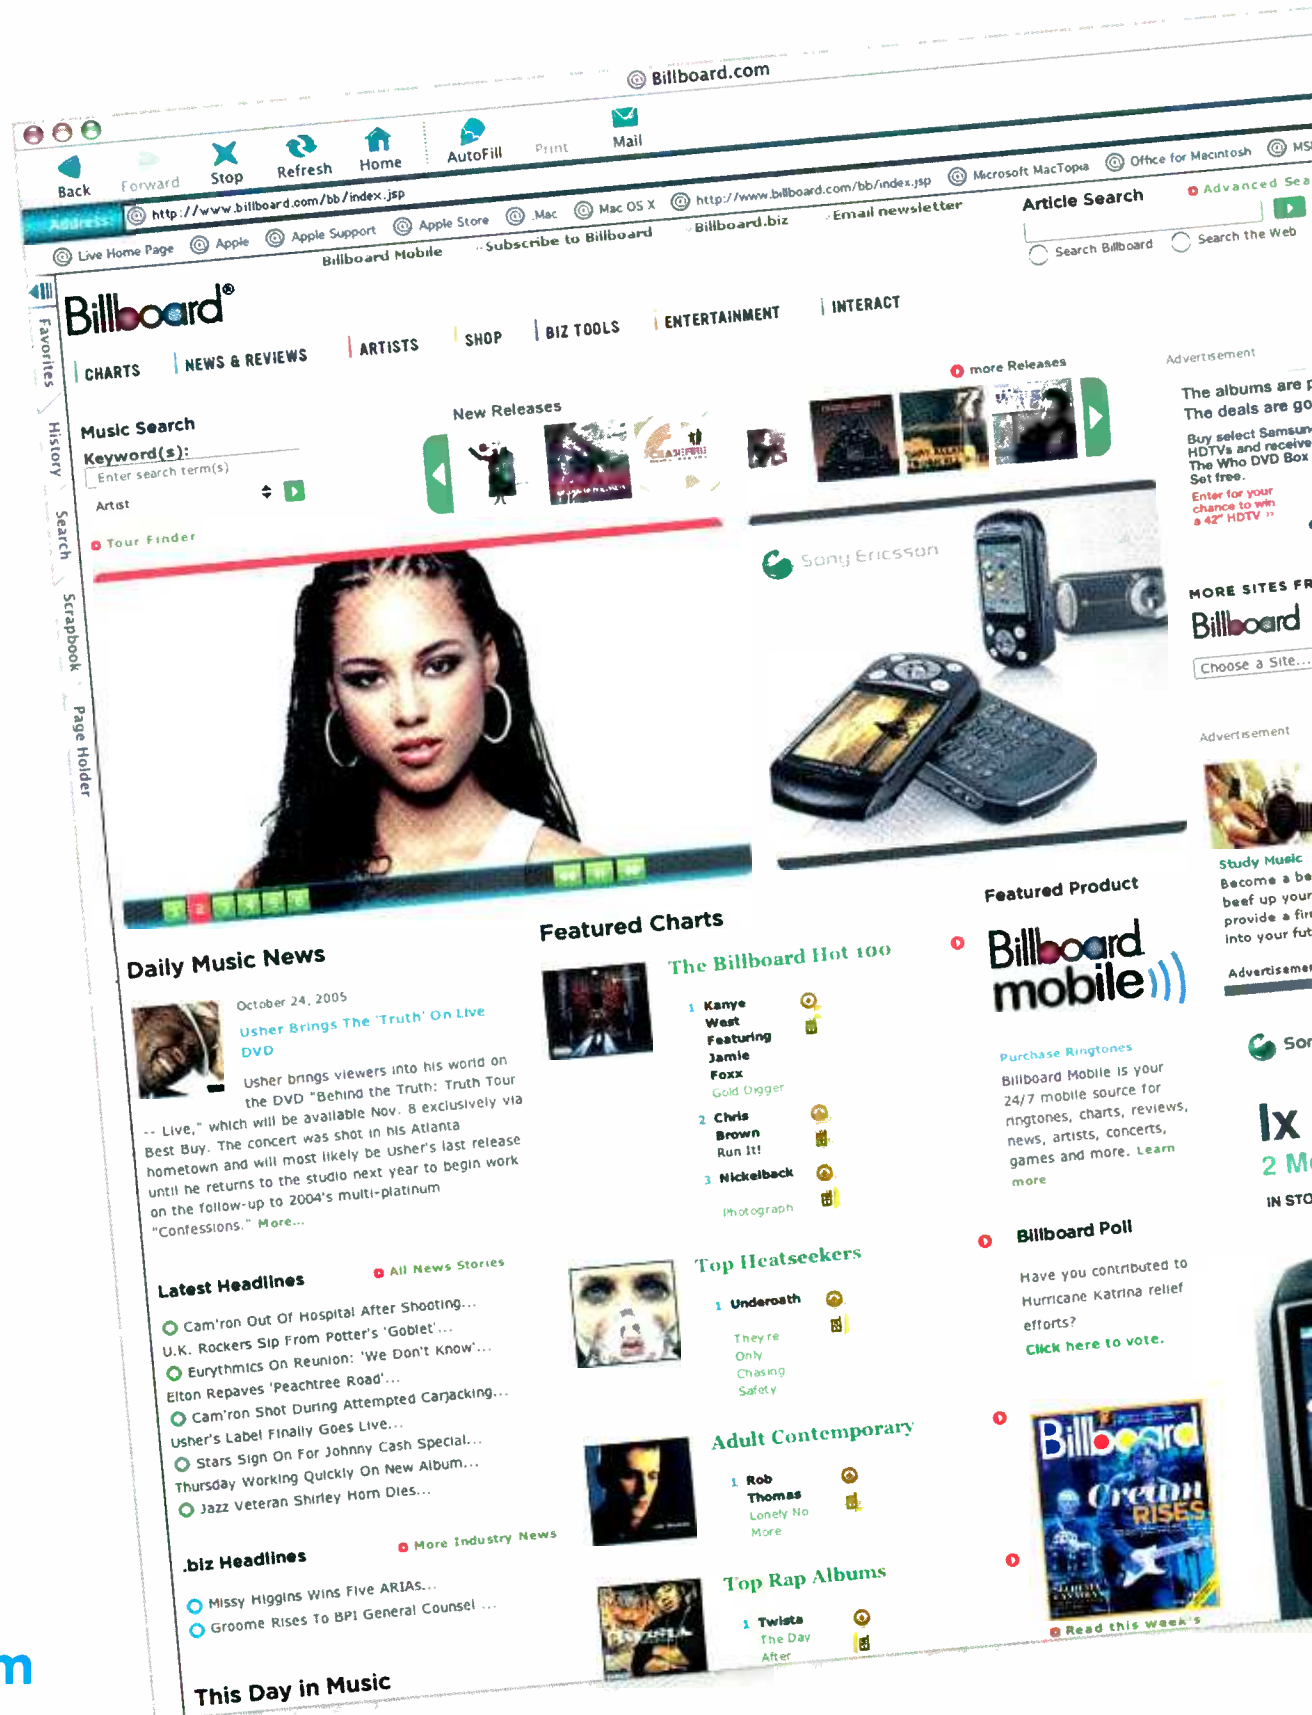 Billboard.com
Back
Forward
Stop
Refresh
Home
AutoFill
Print
Mail
Address:
http://www.billboard.com/bb/index.jsp
Live Home Page
Apple
Apple Support
Apple Store
.Mac
Mac OS X
http://www.billboard.com/bb/index.jsp
Microsoft MacTopia
Office for Macintosh
Billboard Mobile
Subscribe to Billboard
Billboard.biz
Email newsletter
Article Search
Advanced
Search Billboard
Search the Web
Favorites
History
Search
Scrapbook
Page Holder
Billboard®
CHARTS
NEWS & REVIEWS
ARTISTS
SHOP
BIZ TOOLS
ENTERTAINMENT
INTERACT
Music Search
Keyword(s):
Enter search term(s)
Artist
Tour Finder
New Releases
more Releases
Sony Ericsson
Advertisement
The albums are
The deals are
Buy select
HDTVs and receive
The Who DVD Box
Set free.
Enter for your
chance to win
a 42" HDTV ››
MORE SITES
Billboard
Choose a Site...
Advertisement
Study Music
Become a
beef up your
provide a
into your
1 2 3 4 5 6
Daily Music News
October 24, 2005
Usher Brings The 'Truth' On Live
DVD
Usher brings viewers into his world on
the DVD "Behind the Truth: Truth Tour
-- Live," which will be available Nov. 8 exclusively via
Best Buy. The concert was shot in his Atlanta
hometown and will most likely be Usher's last release
until he returns to the studio next year to begin work
on the follow-up to 2004's multi-platinum
"Confessions." More...
Latest Headlines
All News Stories
Cam'ron Out Of Hospital After Shooting...
U.K. Rockers Sip From Potter's 'Goblet'...
Eurythmics On Reunion: 'We Don't Know'...
Elton Repaves 'Peachtree Road'...
Cam'ron Shot During Attempted Carjacking...
Usher's Label Finally Goes Live...
Stars Sign On For Johnny Cash Special...
Thursday Working Quickly On New Album...
Jazz Veteran Shirley Horn Dies...
.biz Headlines
More Industry News
Missy Higgins Wins Five ARIAs...
Groome Rises To BPI General Counsel ...
This Day in Music
Featured Charts
The Billboard Hot 100
1 Kanye
West
Featuring
Jamie
Foxx
Gold Digger
2 Chris
Brown
Run It!
3 Nickelback
Photograph
Top Heatseekers
1 Underoath
They're
Only
Chasing
Safety
Adult Contemporary
1 Rob
Thomas
Lonely No
More
Top Rap Albums
1 Twista
The Day
After
Featured Product
Billboard
mobile
Purchase Ringtones
Billboard Mobile is your
24/7 mobile source for
ringtones, charts, reviews,
news, artists, concerts,
games and more. Learn
more
Billboard Poll
Have you contributed to
Hurricane Katrina relief
efforts?
Click here to vote.
Billboard
Cream
RISES
Read this week's
2
IN
m